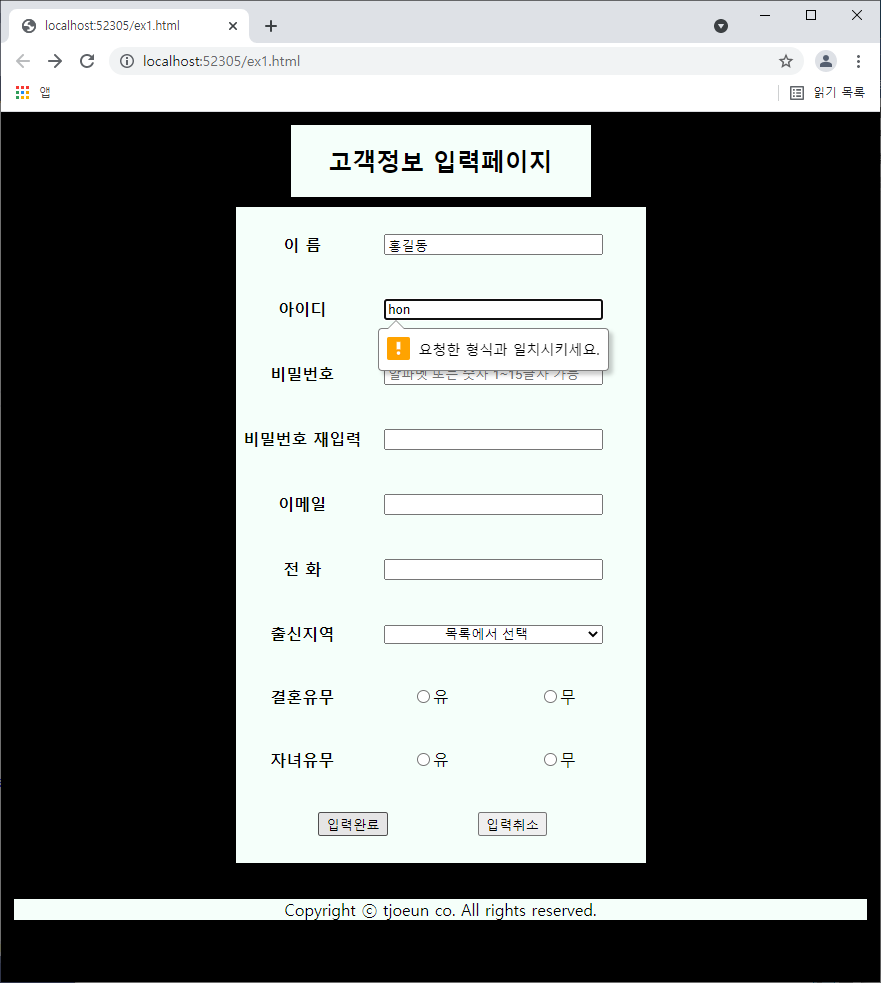 localhost:52305/ex1.html
localhost:52305/ex1.html
앱
읽기 목록
고객정보 입력페이지
이 름 홍길동
아이디 hon
요청한 형식과 일치시키세요.
비밀번호 알파벳 또는 숫자 1~15글자 가능
비밀번호 재입력
이메일
전 화
출신지역 목록에서 선택
결혼유무 유 무
자녀유무 유 무
입력완료 입력취소
Copyright ⓒ tjoeun co. All rights reserved.